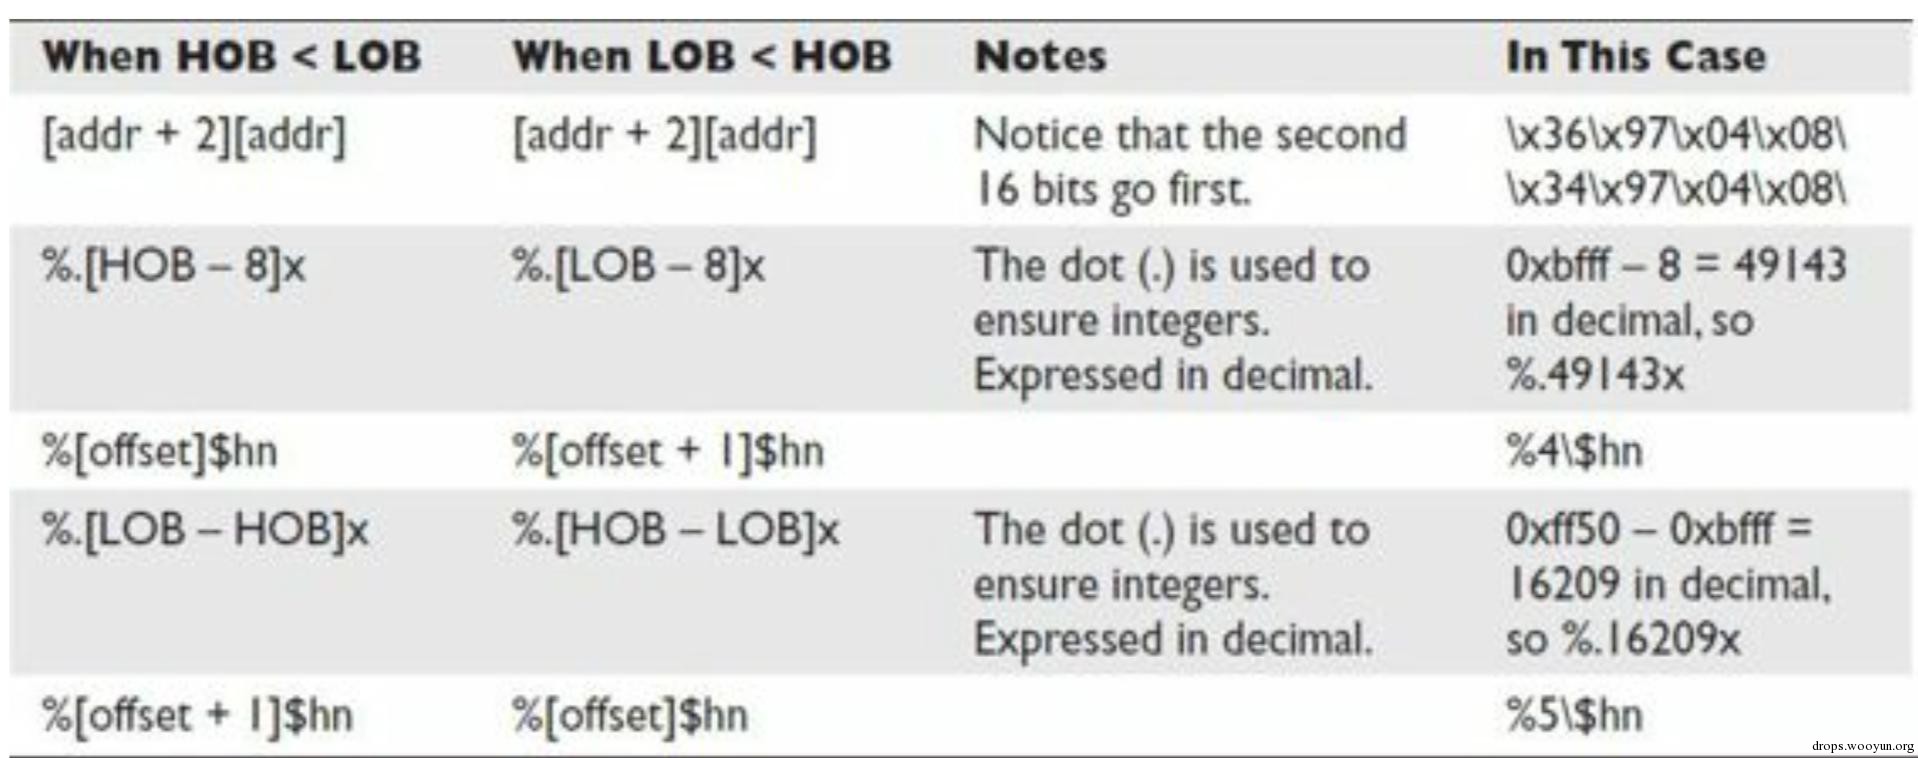 When HOB < LOB When LOB < HOB Notes In This Case
[addr + 2][addr] [addr + 2][addr] Notice that the second \x36\x97\x04\x08\
16 bits go first. \x34\x97\x04\x08\
%.[HOB – 8]x %.[LOB – 8]x The dot (.) is used to 0xbfff – 8 = 49143
ensure integers. in decimal, so
Expressed in decimal. %.49143x
%[offset]$hn %[offset + 1]$hn %4\$hn
%.[LOB – HOB]x %.[HOB – LOB]x The dot (.) is used to 0xff50 – 0xbfff =
ensure integers. 16209 in decimal,
Expressed in decimal. so %.16209x
%[offset + 1]$hn %[offset]$hn %5\$hn
drops.wooyun.org